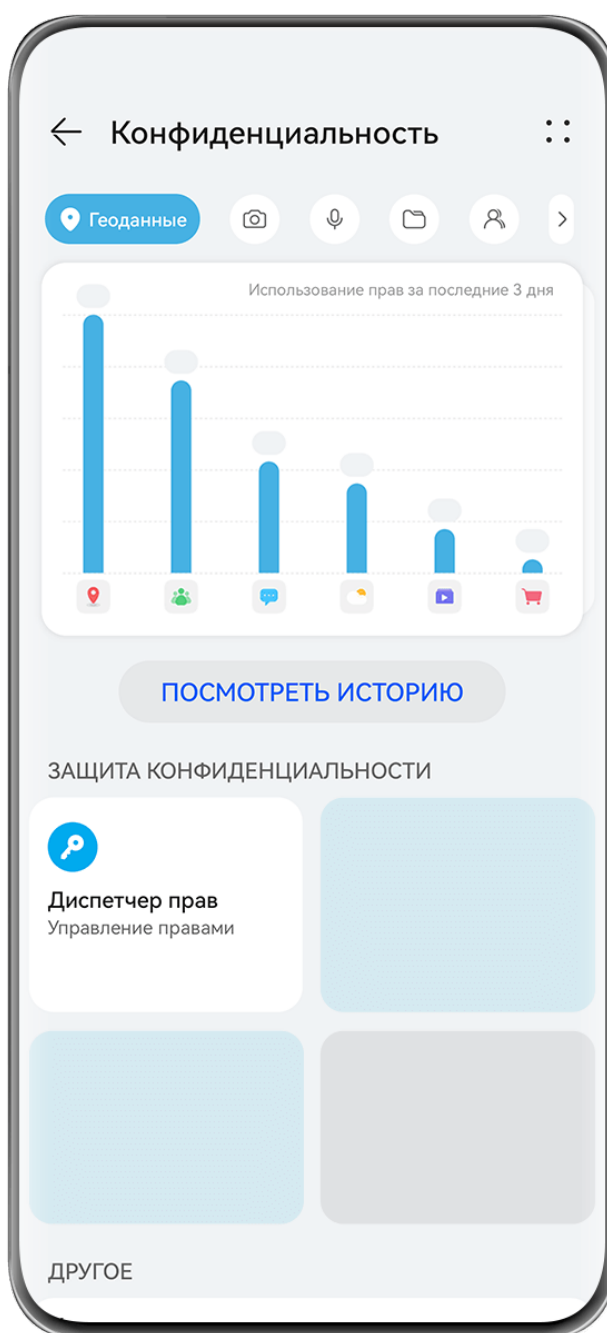 Конфиденциальность
Геоданные
Использование прав за последние 3 дня
ПОСМОТРЕТЬ ИСТОРИЮ
ЗАЩИТА КОНФИДЕНЦИАЛЬНОСТИ
Диспетчер прав
Управление правами
ДРУГОЕ